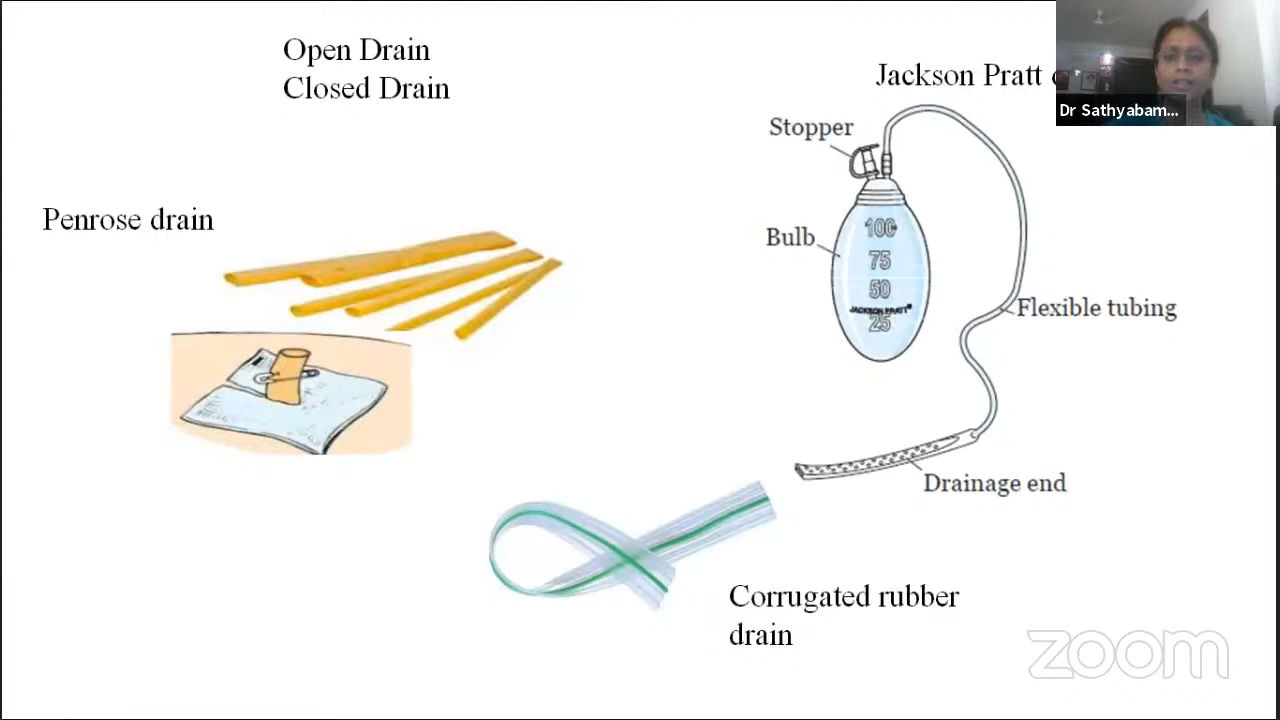 Open Drain
Closed Drain
Jackson Pratt
Dr Sathyabam...
Stopper
Penrose drain
100
Bulb
75
50
JACKSON PRATT®
25
Flexible tubing
Drainage end
Corrugated rubber
drain
zoom